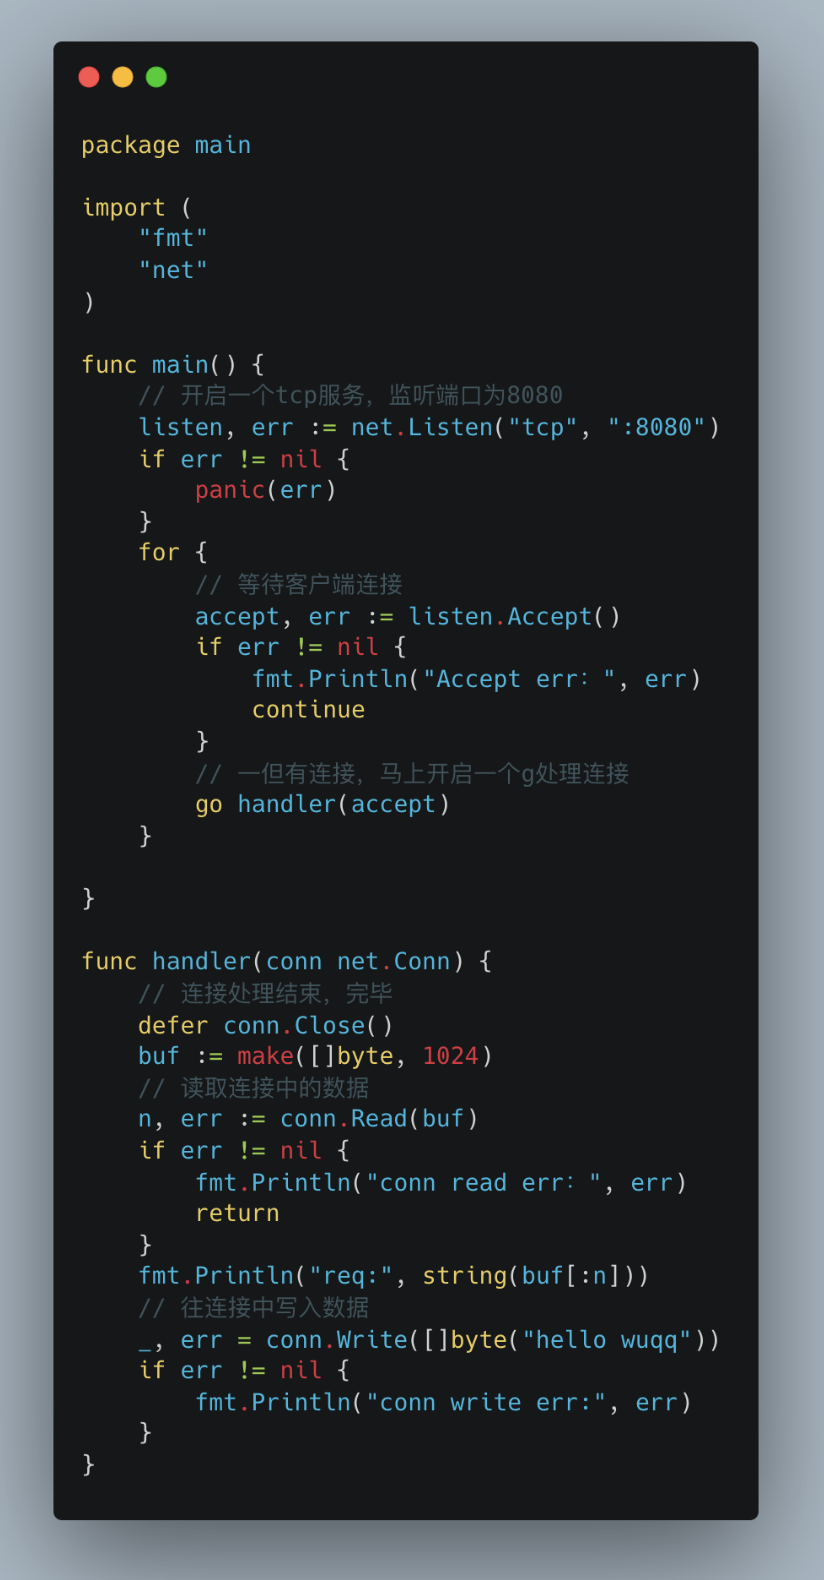 package main
import (
    "fmt"
    "net"
)
func main() {
    // 开启一个tcp服务，监听端口为8080
    listen, err := net.Listen("tcp", ":8080")
    if err != nil {
        panic(err)
    }
    for {
        // 等待客户端连接
        accept, err := listen.Accept()
        if err != nil {
            fmt.Println("Accept err：", err)
            continue
        }
        // 一但有连接，马上开启一个g处理连接
        go handler(accept)
    }
}
func handler(conn net.Conn) {
    // 连接处理结束，完毕
    defer conn.Close()
    buf := make([]byte, 1024)
    // 读取连接中的数据
    n, err := conn.Read(buf)
    if err != nil {
        fmt.Println("conn read err：", err)
        return
    }
    fmt.Println("req:", string(buf[:n]))
    // 往连接中写入数据
    _, err = conn.Write([]byte("hello wuqq"))
    if err != nil {
        fmt.Println("conn write err:", err)
    }
}